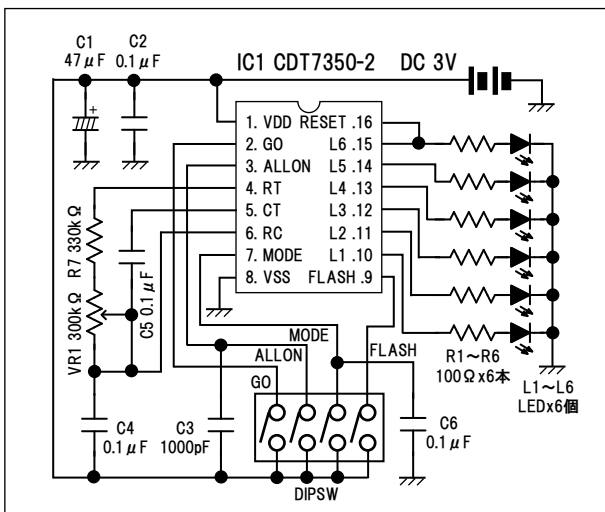 C1
47μF
C2
0.1μF
IC1 CDT7350-2 DC 3V
+
1. VDD RESET .16
2. GO L6 .15
3. ALLON L5 .14
4. RT L4 .13
5. CT L3 .12
6. RC L2 .11
7. MODE L1 .10
8. VSS FLASH .9
R7 330kΩ
VR1 300kΩ
C5 0.1μF
MODE
ALLON
FLASH
GO
R1～R6
100Ωx6本
L1～L6
LEDx6個
C4
0.1μF
C3
1000pF
C6
0.1μF
DIPSW